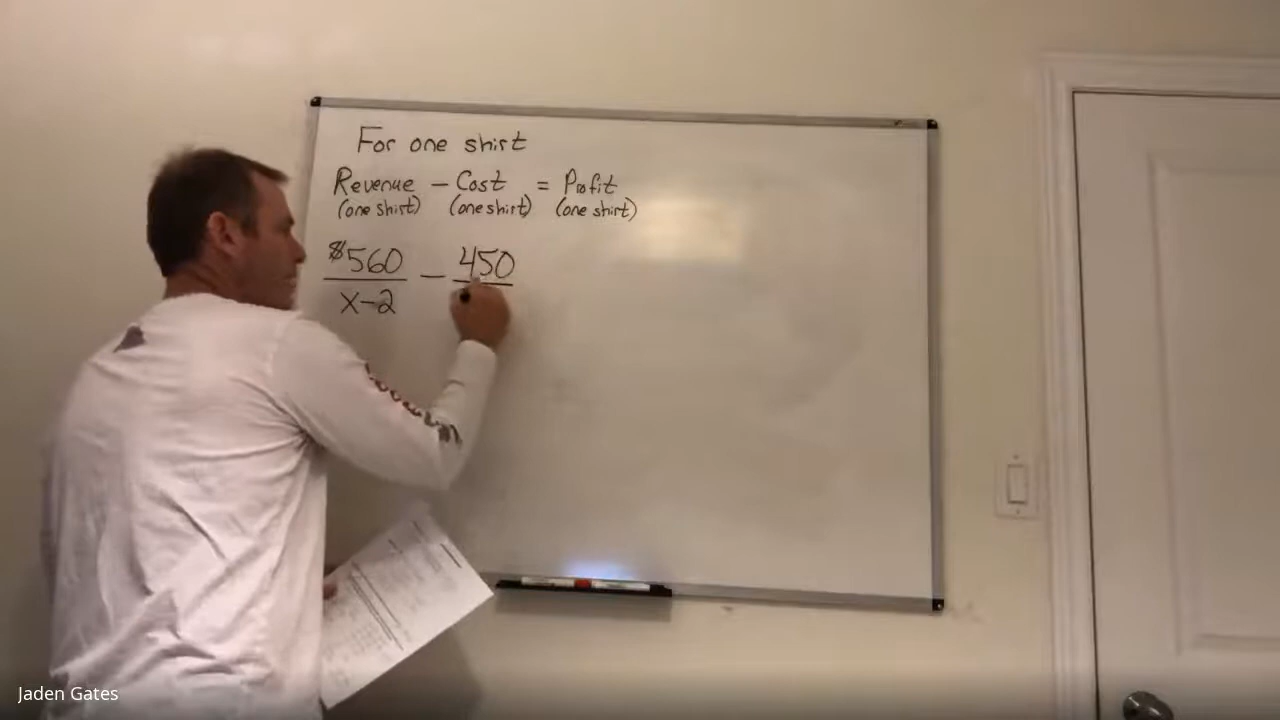 For one shirt
Revenue - Cost = Profit
(one shirt) (one shirt) (one shirt)
$560 - 450
x-2
Jaden Gates